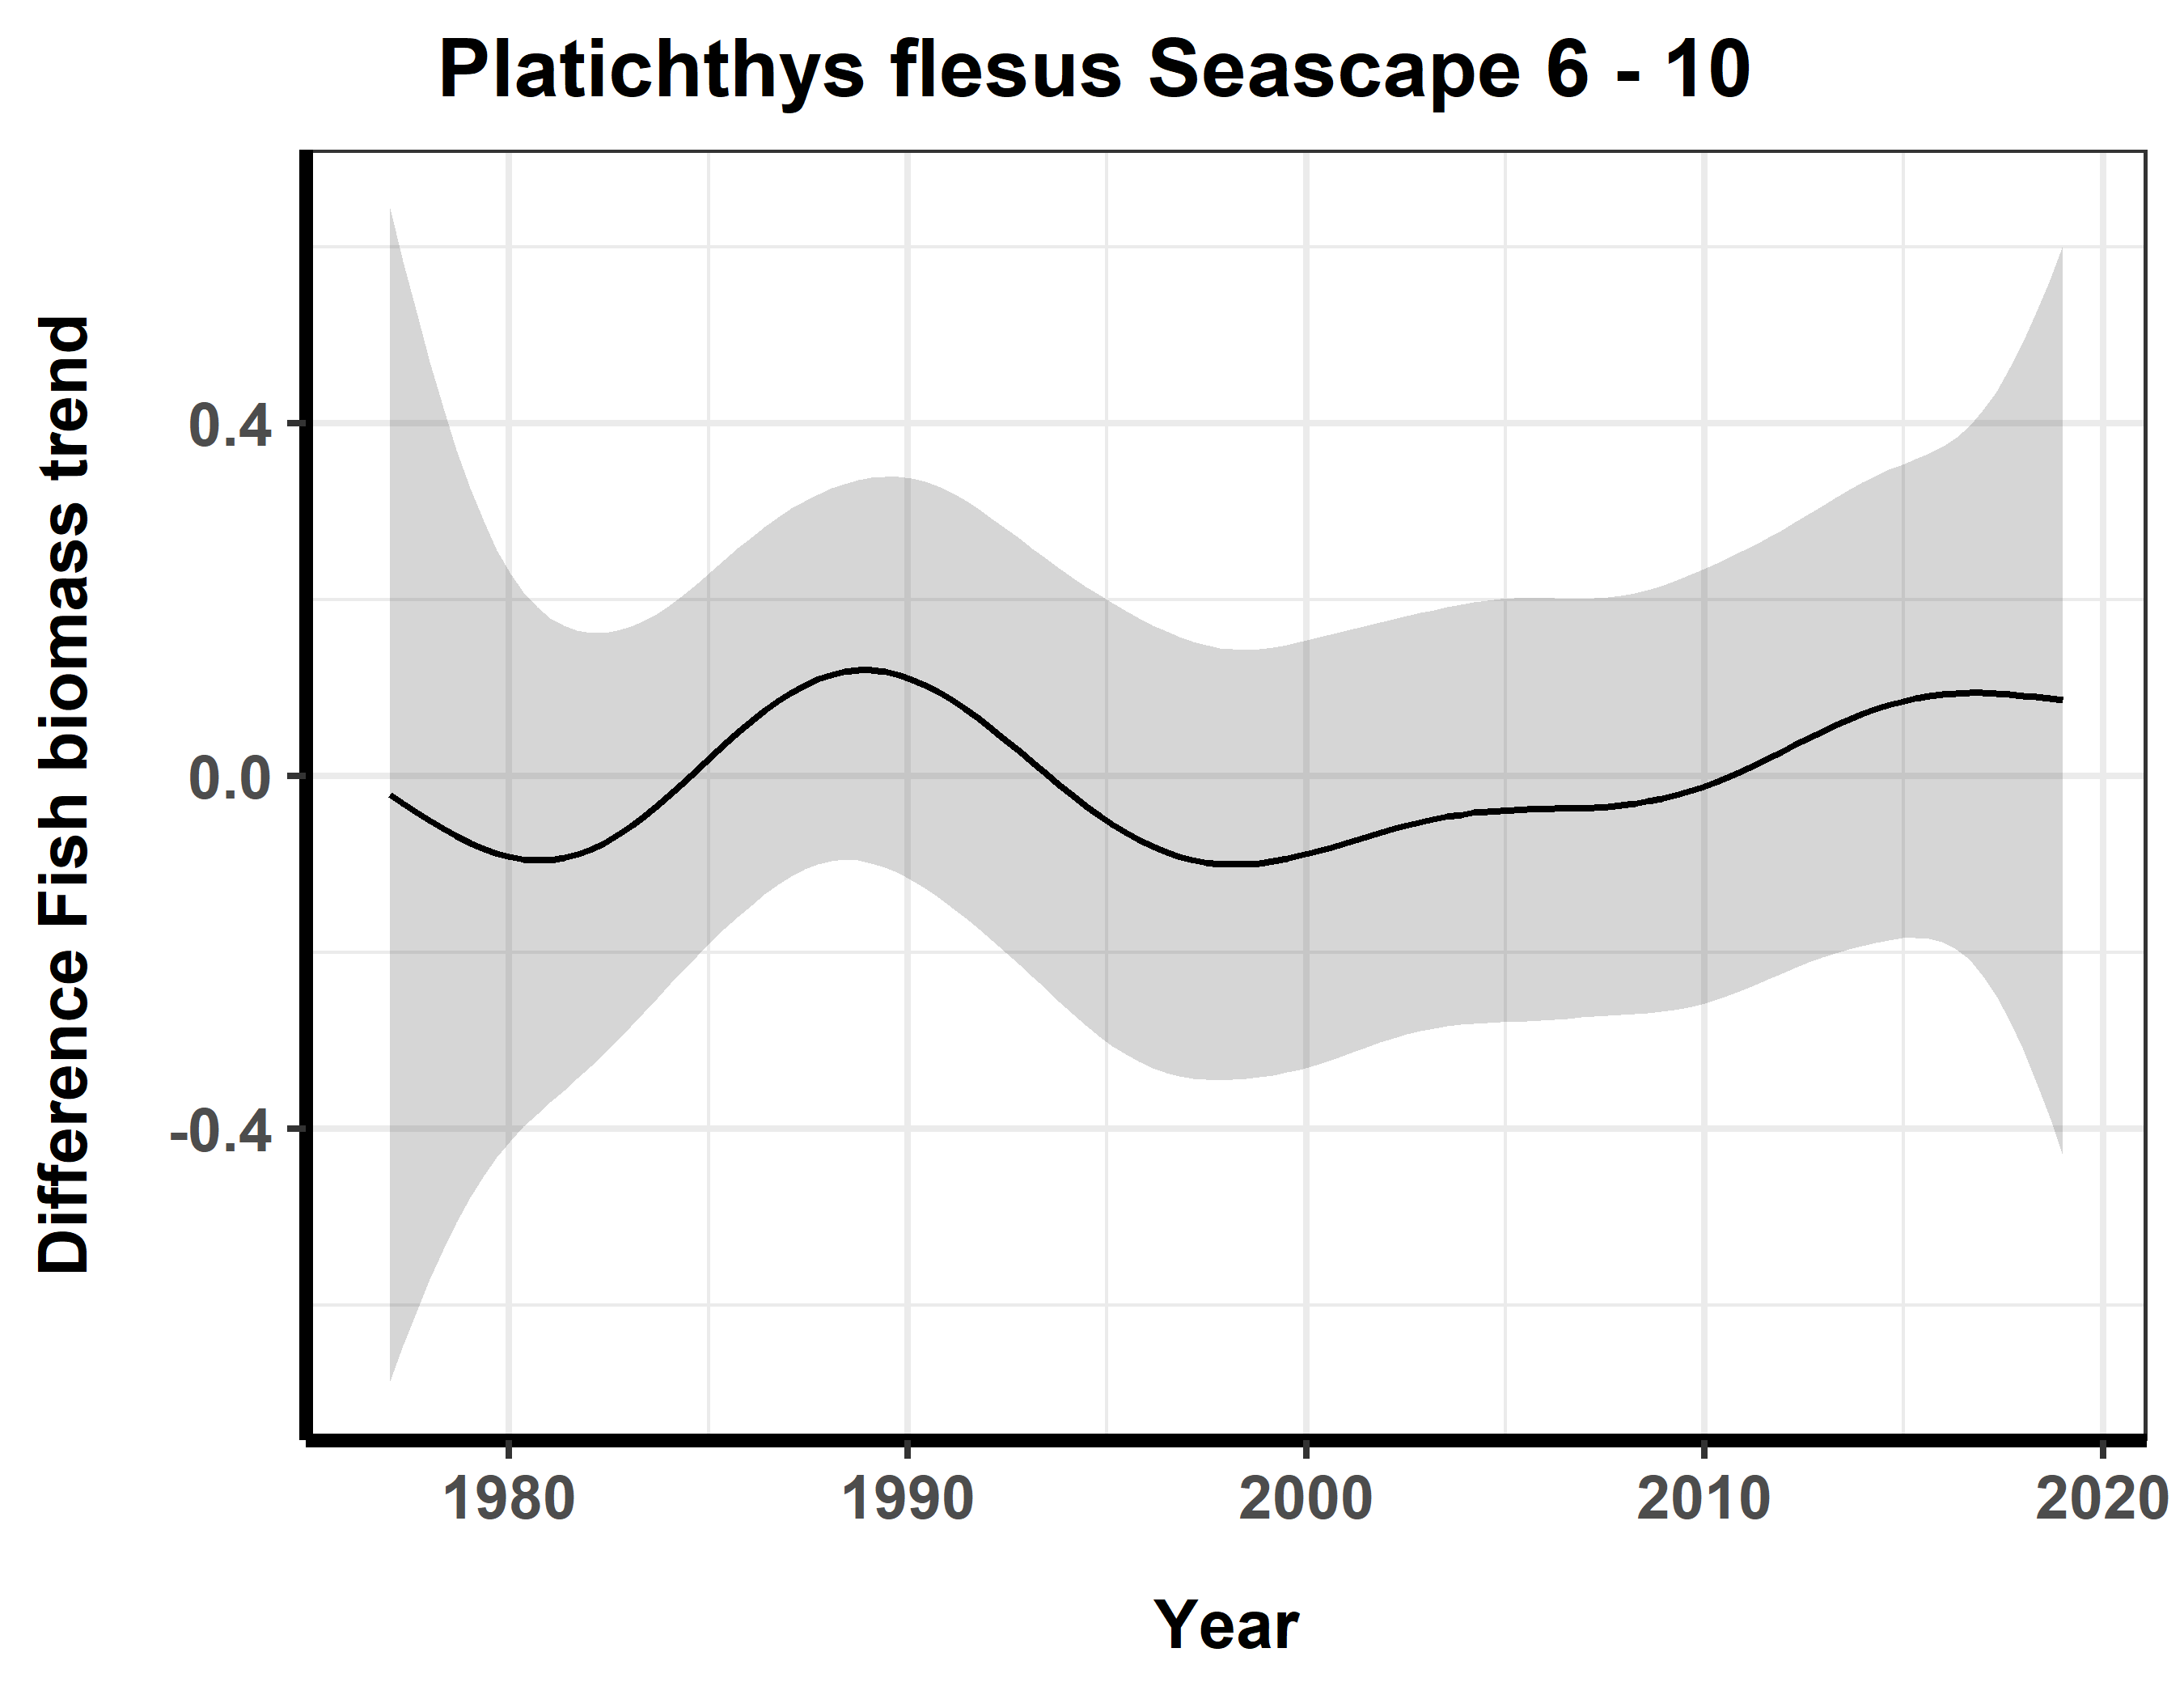 Platichthys flesus Seascape 6 - 10
Difference Fish biomass trend
0.4
0.0
-0.4
1980 1990 2000 2010 2020
Year